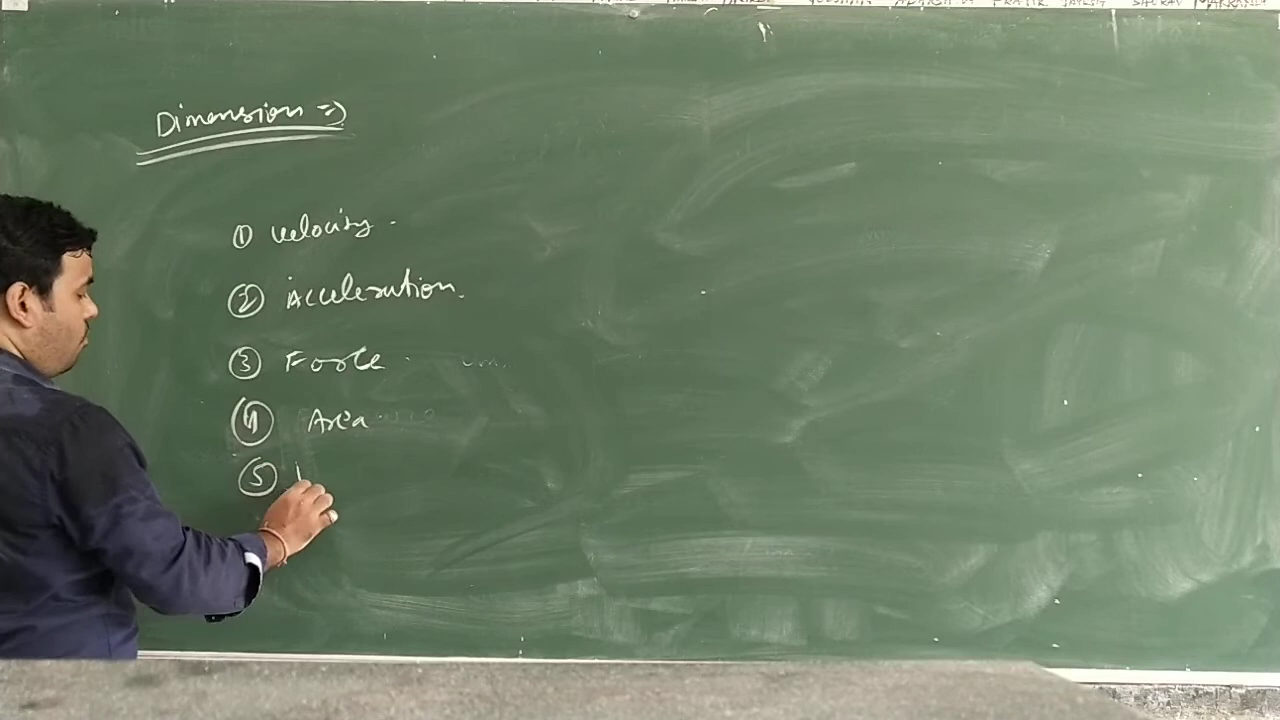 Dimension =>
① Velocity.
② Acceleration.
③ Force
④ Area
⑤